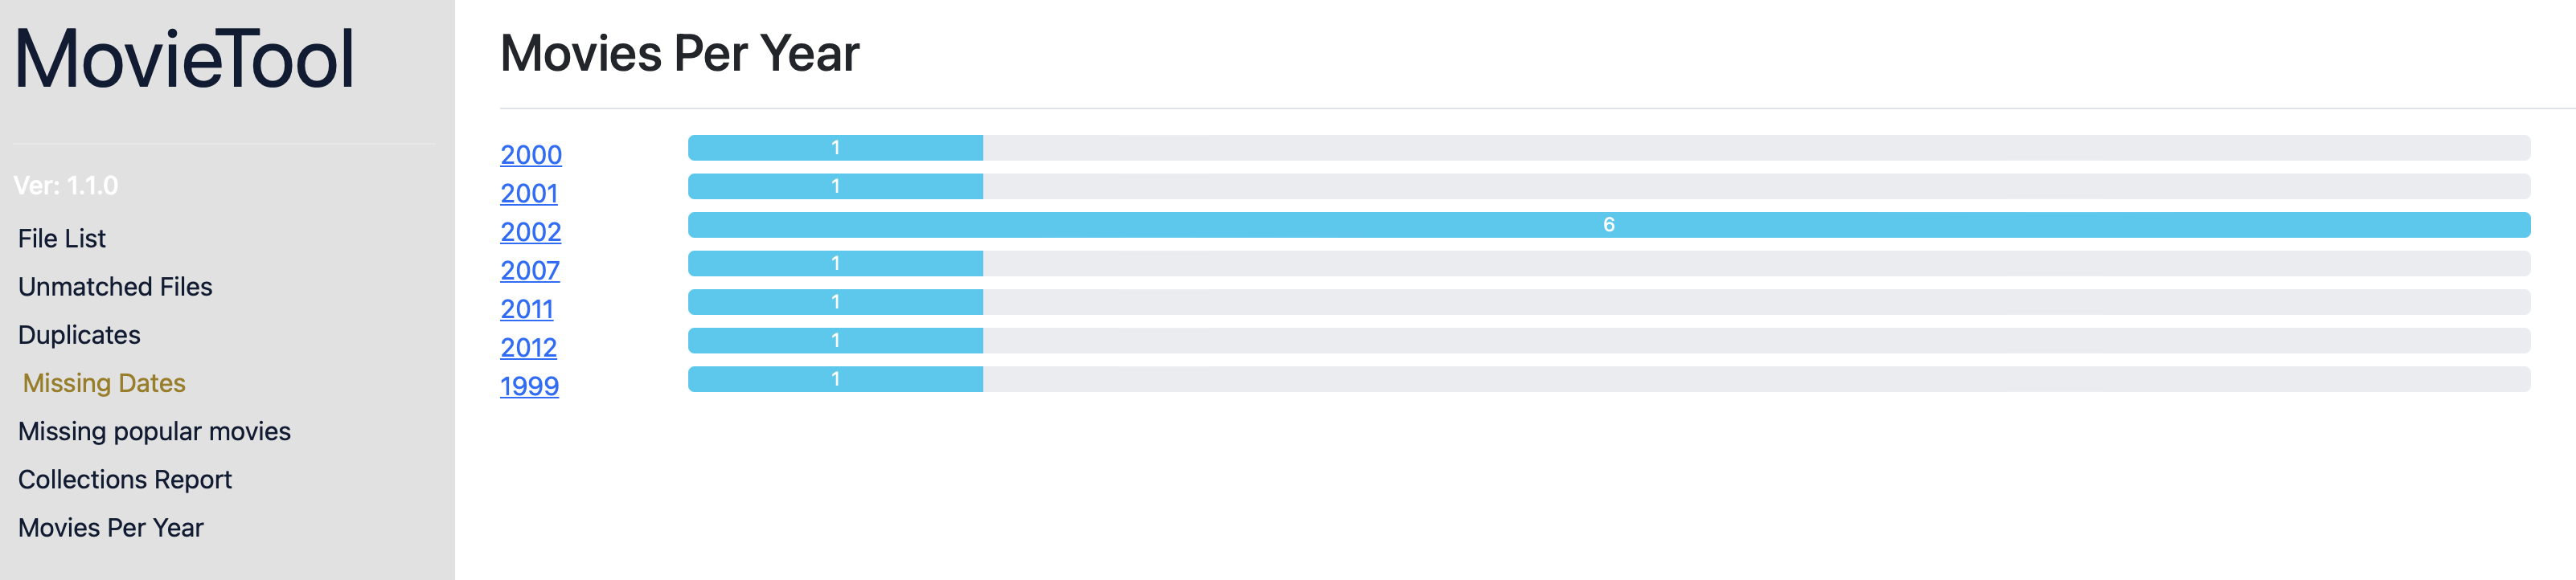 MovieTool
Ver: 1.1.0
File List
Unmatched Files
Duplicates
Missing Dates
Missing popular movies
Collections Report
Movies Per Year
Movies Per Year
2000 1
2001 1
2002 6
2007 1
2011 1
2012 1
1999 1